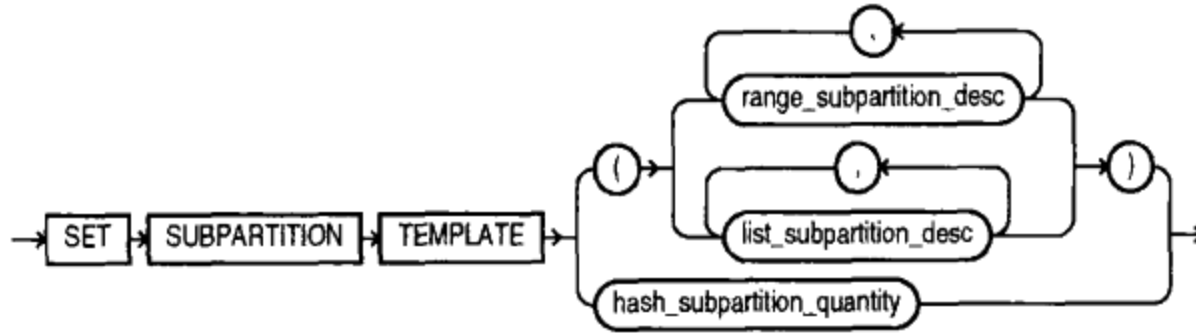 ,
range_subpartition_desc
( , )
SET SUBPARTITION TEMPLATE list_subpartition_desc
hash_subpartition_quantity